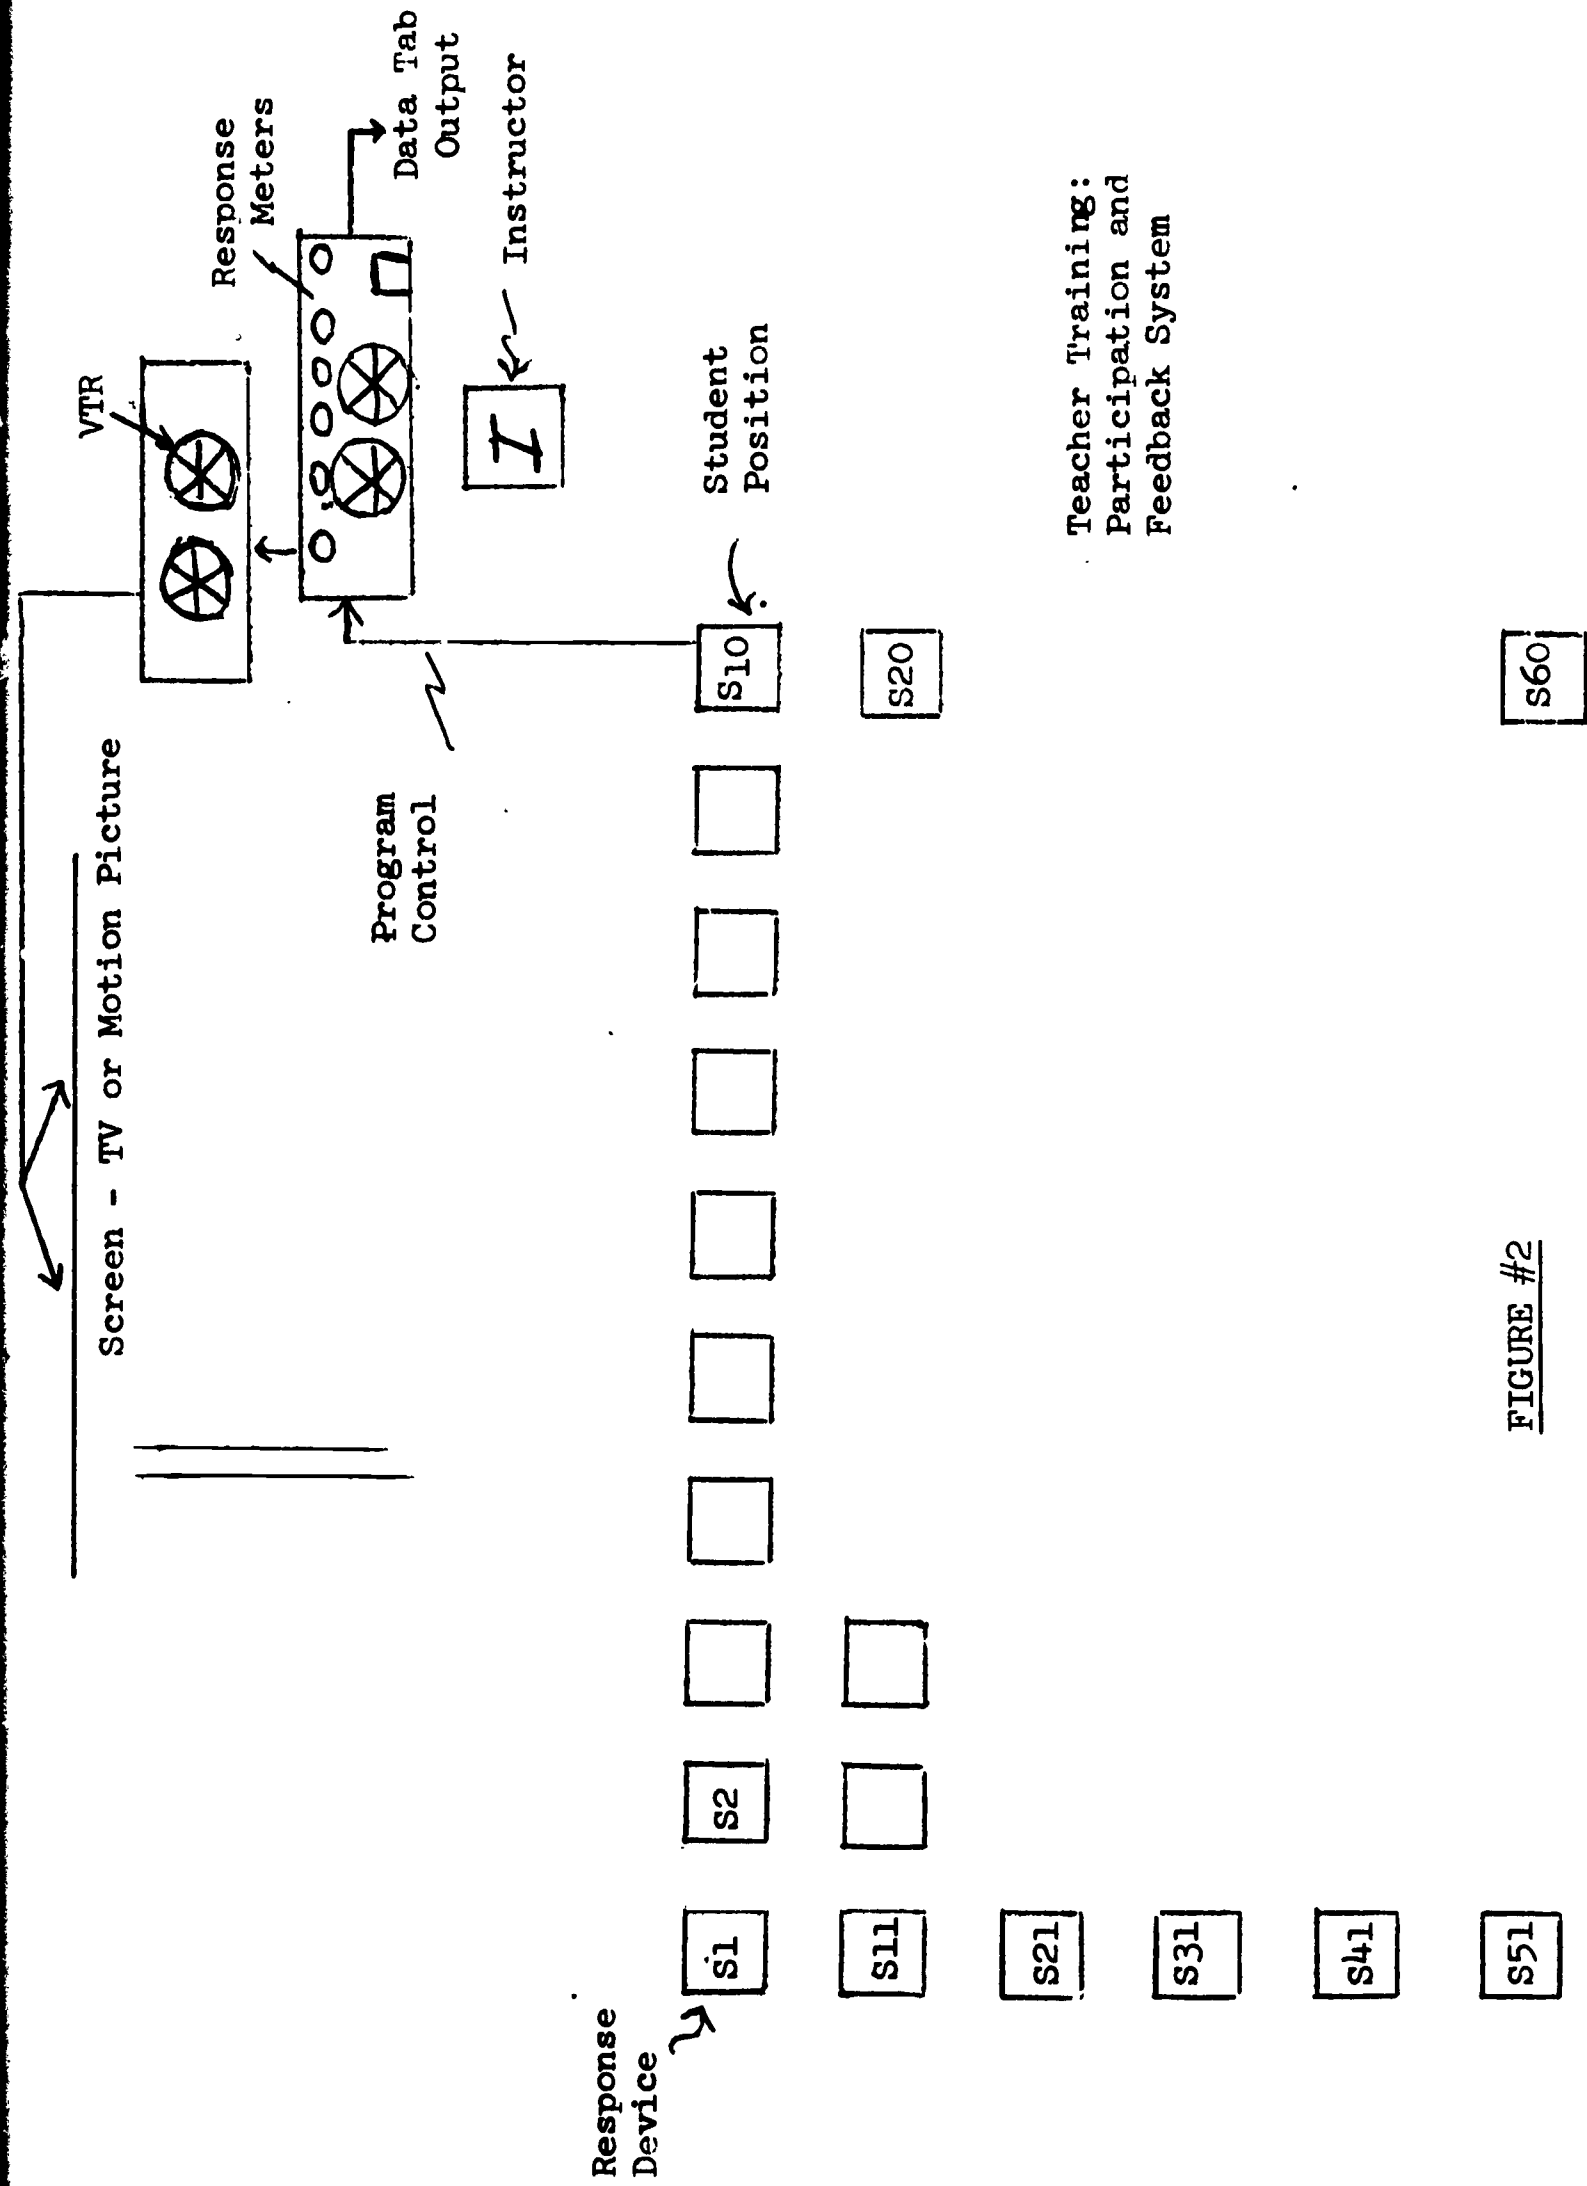 Screen - TV or Motion Picture
VTR
Response
Meters
Data Tab
Output
Instructor
I
Program
Control
Student
Position
Response
Device
S1
S2
S10
S11
S20
S21
S31
S41
S51
S60
Teacher Training:
Participation and
Feedback System
FIGURE #2